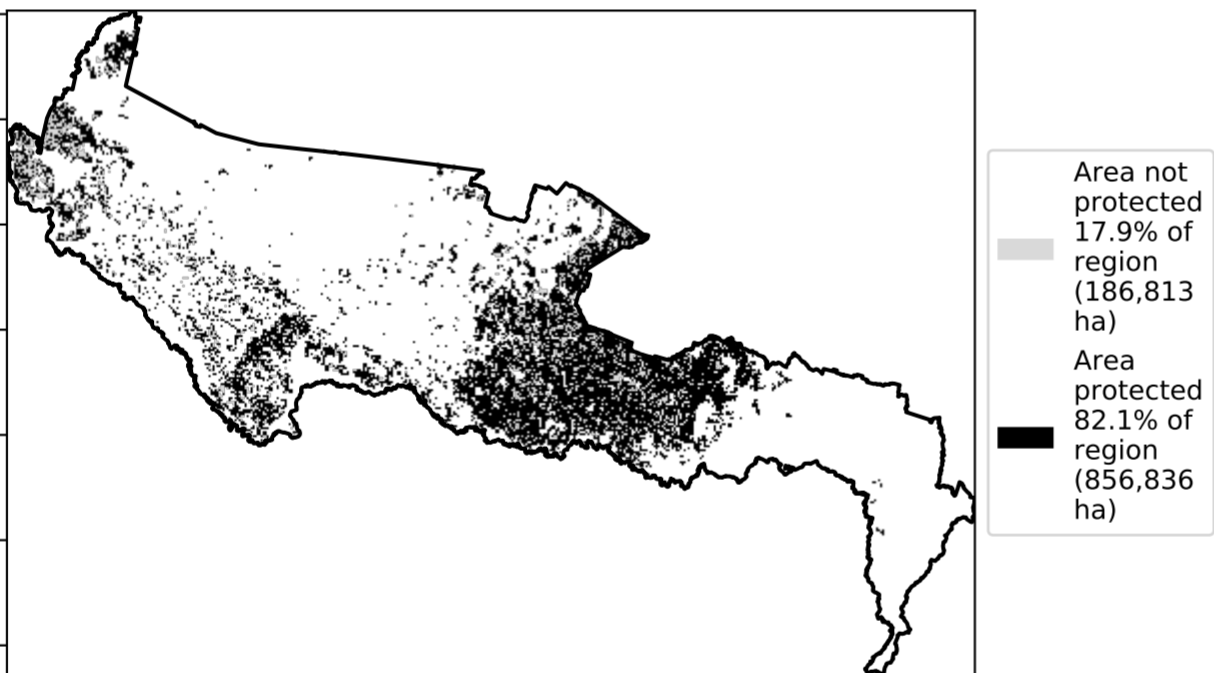 Area not
protected
17.9% of
region
(186,813
ha)
Area
protected
82.1% of
region
(856,836
ha)